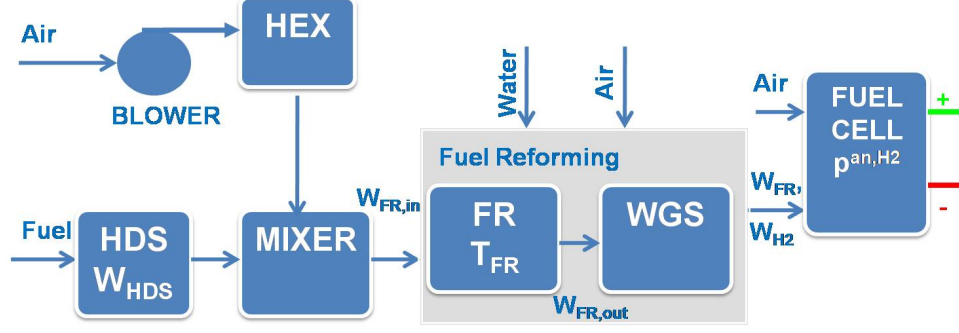 Air
HEX
BLOWER
Water
Air
Fuel Reforming
Air
FUEL
CELL
p^an,H2
+
-
W_FR,
W_H2
W_FR,in
Fuel
HDS
W_HDS
MIXER
FR
T_FR
WGS
W_FR,out